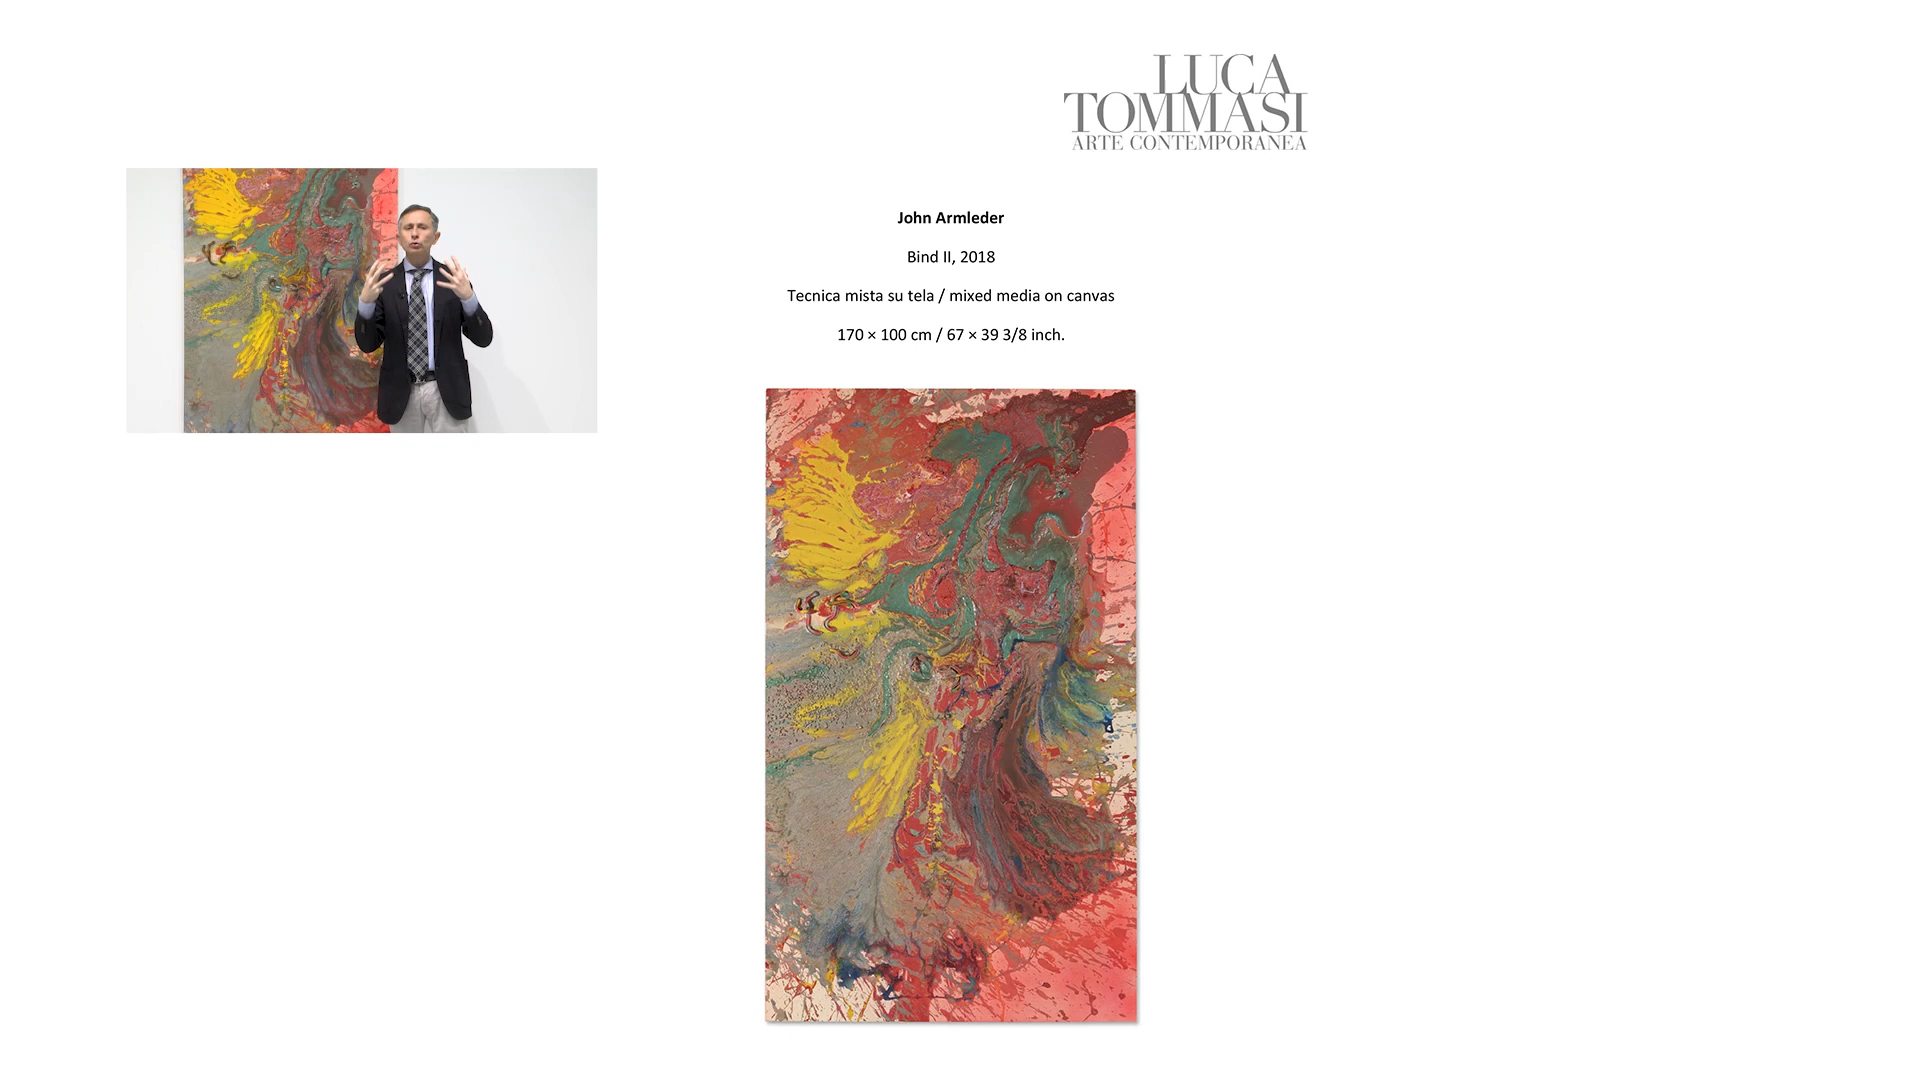 LUCA
TOMMASI
ARTE CONTEMPORANEA
John Armleder
Bind II, 2018
Tecnica mista su tela / mixed media on canvas
170 × 100 cm / 67 × 39 3/8 inch.